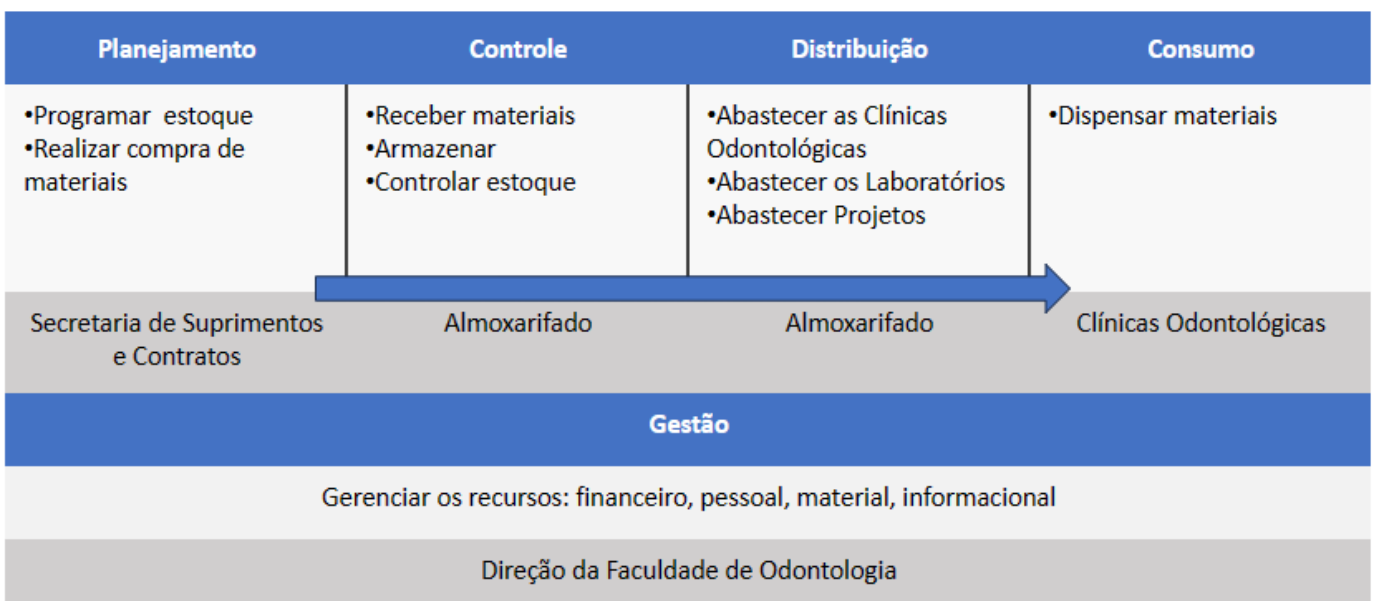 Planejamento
Controle
Distribuição
Consumo
•Programar estoque
•Realizar compra de
materiais
•Receber materiais
•Armazenar
•Controlar estoque
•Abastecer as Clínicas
Odontológicas
•Abastecer os Laboratórios
•Abastecer Projetos
•Dispensar materiais
Secretaria de Suprimentos
e Contratos
Almoxarifado
Almoxarifado
Clínicas Odontológicas
Gestão
Gerenciar os recursos: financeiro, pessoal, material, informacional
Direção da Faculdade de Odontologia